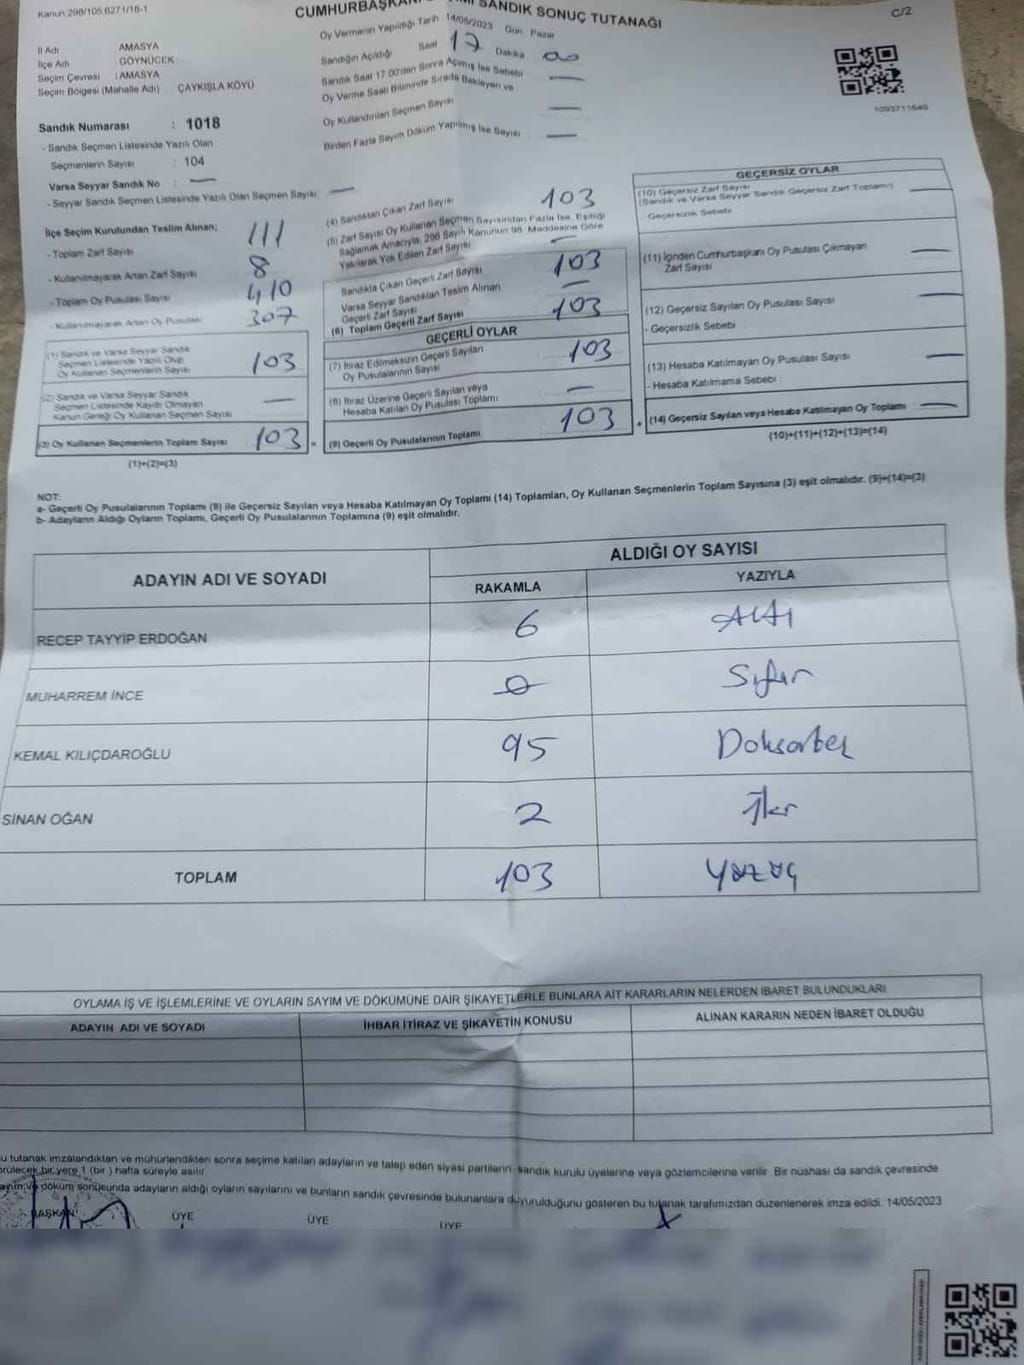 Kanun 298/105,6271/18-1
CUMHURBAŞKANI SANDIK SONUÇ TUTANAĞI
C/2
Oy Vermenin Yapıldığı Tarih 14/05/2023 Gün Pazar
İl Adı AMASYA
İlçe Adı GÖYNÜCEK
Seçim Çevresi : AMASYA
Seçim Bölgesi (Mahalle Adı) ÇAYKIŞLA KÖYÜ
Sandığın Açıldığı Saat 17 Dakika 00
Sandık Saat 17.00'den Sonra Açılmış İse Sebebi —
Oy Verme Saati Bitiminde Sırada Bekleyen ve
Oy Kullandırılan Seçmen Sayısı —
Birden Fazla Sayım Döküm Yapılmış İse Sayısı —
Sandık Numarası : 1018
- Sandık Seçmen Listesinde Yazılı Olan
Seçmenlerin Sayısı : 104
Varsa Seyyar Sandık No : —
- Seyyar Sandık Seçmen Listesinde Yazılı Olan Seçmen Sayısı: —
İlçe Seçim Kurulundan Teslim Alınan;
- Toplam Zarf Sayısı 111
- Kullanılmayarak Artan Zarf Sayısı 8
- Toplam Oy Pusulası Sayısı 410
- Kullanılmayarak Artan Oy Pusulası 307
(1) Sandık ve Varsa Seyyar Sandık
Seçmen Listesinde Yazılı Olup
Oy Kullanan Seçmenlerin Sayısı 103
(2) Sandık ve Varsa Seyyar Sandık
Seçmen Listesinde Kayıtlı Olmayan
Kanun Gereği Oy Kullanan Seçmen Sayısı —
(3) Oy Kullanan Seçmenlerin Toplam Sayısı 103 =
(1)+(2)=(3)
(4) Sandıktan Çıkan Zarf Sayısı 103
(5) Zarf Sayısı Oy Kullanan Seçmen Sayısından Fazla İse, Eşitliği
Sağlamak Amacıyla, 298 Sayılı Kanunun 98. Maddesine Göre
Yakılarak Yok Edilen Zarf Sayısı —
Sandıkta Çıkan Geçerli Zarf Sayısı 103
Varsa Seyyar Sandıktan Teslim Alınan
Geçerli Zarf Sayısı —
(6) Toplam Geçerli Zarf Sayısı 103
GEÇERLİ OYLAR
(7) İtiraz Edilmeksizin Geçerli Sayılan
Oy Pusulalarının Sayısı 103
(8) İtiraz Üzerine Geçerli Sayılan veya
Hesaba Katılan Oy Pusulası Toplamı —
(9) Geçerli Oy Pusulalarının Toplamı 103 +
GEÇERSİZ OYLAR
(10) Geçersiz Zarf Sayısı
(Sandık ve Varsa Seyyar Sandık Geçersiz Zarf Toplamı) —
- Geçersizlik Sebebi
(11) İçinden Cumhurbaşkanı Oy Pusulası Çıkmayan
Zarf Sayısı —
(12) Geçersiz Sayılan Oy Pusulası Sayısı —
- Geçersizlik Sebebi
(13) Hesaba Katılmayan Oy Pusulası Sayısı —
- Hesaba Katılmama Sebebi
(14) Geçersiz Sayılan veya Hesaba Katılmayan Oy Toplamı —
(10)+(11)+(12)+(13)=(14)
NOT:
a- Geçerli Oy Pusulalarının Toplamı (9) ile Geçersiz Sayılan veya Hesaba Katılmayan Oy Toplamı (14) Toplamları, Oy Kullanan Seçmenlerin Toplam Sayısına (3) eşit olmalıdır. (9)+(14)=(3)
b- Adayların Aldığı Oyların Toplamı, Geçerli Oy Pusulalarının Toplamına (9) eşit olmalıdır.
ADAYIN ADI VE SOYADI
ALDIĞI OY SAYISI
RAKAMLA YAZIYLA
RECEP TAYYİP ERDOĞAN 6 Altı
MUHARREM İNCE 0 Sıfır
KEMAL KILIÇDAROĞLU 95 Doksanbeş
SİNAN OĞAN 2 İki
TOPLAM 103 Yüzüç
OYLAMA İŞ VE İŞLEMLERİNE VE OYLARIN SAYIM VE DÖKÜMÜNE DAİR ŞİKAYETLERLE BUNLARA AİT KARARLARIN NELERDEN İBARET BULUNDUKLARI
ADAYIN ADI VE SOYADI İHBAR İTİRAZ VE ŞİKAYETİN KONUSU ALINAN KARARIN NEDEN İBARET OLDUĞU
u tutanak imzalandıktan ve mühürlendikten sonra seçime katılan adayların ve talep eden siyasi partilerin, sandık kurulu üyelerine veya gözlemcilerine verilir. Bir nüshası da sandık çevresinde
örülecek bir yere 1 (bir) hafta süreyle asılır.
ayım ve döküm sonucunda adayların aldığı oyların sayılarını ve bunların sandık çevresinde bulunanlara duyurulduğunu gösteren bu tutanak tarafımızdan düzenlenerek imza edildi. 14/05/2023
BAŞKAN ÜYE ÜYE ÜYE